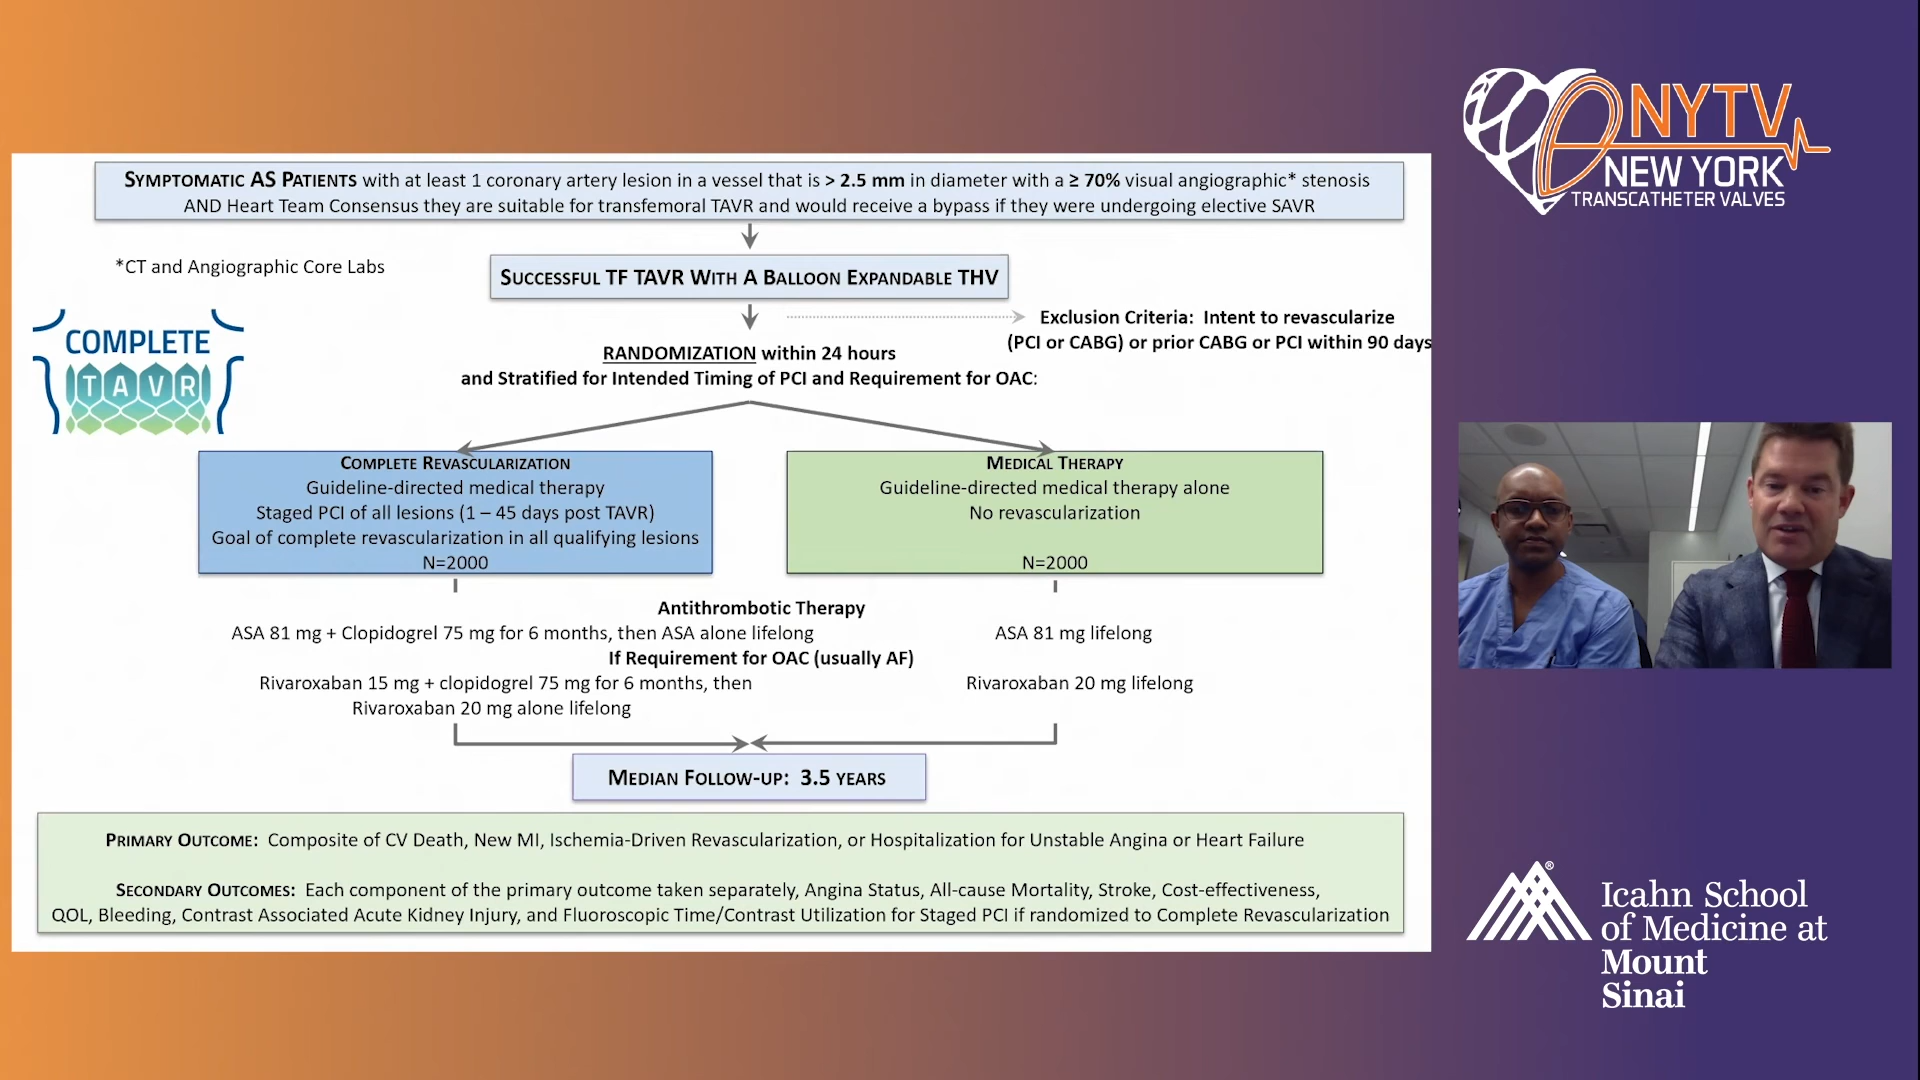 SYMPTOMATIC AS PATIENTS with at least 1 coronary artery lesion in a vessel that is > 2.5 mm in diameter with a ≥ 70% visual angiographic* stenosis
AND Heart Team Consensus they are suitable for transfemoral TAVR and would receive a bypass if they were undergoing elective SAVR
*CT and Angiographic Core Labs
SUCCESSFUL TF TAVR WITH A BALLOON EXPANDABLE THV
Exclusion Criteria: Intent to revascularize
(PCI or CABG) or prior CABG or PCI within 90 days
COMPLETE
TAVR
RANDOMIZATION within 24 hours
and Stratified for Intended Timing of PCI and Requirement for OAC:
COMPLETE REVASCULARIZATION
Guideline-directed medical therapy
Staged PCI of all lesions (1 – 45 days post TAVR)
Goal of complete revascularization in all qualifying lesions
N=2000
MEDICAL THERAPY
Guideline-directed medical therapy alone
No revascularization
N=2000
Antithrombotic Therapy
ASA 81 mg + Clopidogrel 75 mg for 6 months, then ASA alone lifelong
ASA 81 mg lifelong
If Requirement for OAC (usually AF)
Rivaroxaban 15 mg + clopidogrel 75 mg for 6 months, then
Rivaroxaban 20 mg alone lifelong
Rivaroxaban 20 mg lifelong
MEDIAN FOLLOW-UP: 3.5 YEARS
PRIMARY OUTCOME: Composite of CV Death, New MI, Ischemia-Driven Revascularization, or Hospitalization for Unstable Angina or Heart Failure
SECONDARY OUTCOMES: Each component of the primary outcome taken separately, Angina Status, All-cause Mortality, Stroke, Cost-effectiveness,
QOL, Bleeding, Contrast Associated Acute Kidney Injury, and Fluoroscopic Time/Contrast Utilization for Staged PCI if randomized to Complete Revascularization
NYTV
NEW YORK
TRANSCATHETER VALVES
®
Icahn School
of Medicine at
Mount
Sinai